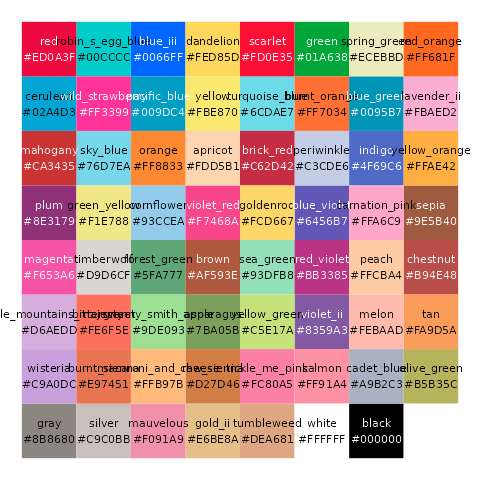 red robin_s_egg_blue blue_iii dandelion scarlet green spring_green red_orange
#ED0A3F #00CCCC #0066FF #FED85D #FD0E35 #01A638 #ECEBBD #FF681F
cerulean wild_strawberry pacific_blue yellow turquoise_blue burnt_orange blue_green lavender_ii
#02A4D3 #FF3399 #009DC4 #FBE870 #6CDAE7 #FF7034 #0095B7 #FBAED2
mahogany sky_blue orange apricot brick_red periwinkle indigo yellow_orange
#CA3435 #76D7EA #FF8833 #FDD5B1 #C62D42 #C3CDE6 #4F69C6 #FFAE42
plum green_yellow cornflower violet_red goldenrod blue_violet carnation_pink sepia
#8E3179 #F1E788 #93CCEA #F7468A #FCD667 #6456B7 #FFA6C9 #9E5B40
magenta timberwolf forest_green brown sea_green red_violet peach chestnut
#F653A6 #D9D6CF #5FA777 #AF593E #93DFB8 #BB3385 #FFCBA4 #B94E48
le_mountains_majesty bittersweet granny_smith_apple asparagus yellow_green violet_ii melon tan
#D6AEDD #FE6F5E #9DE093 #7BA05B #C5E17A #8359A3 #FEBAAD #FA9D5A
wisteria burnt_sienna macaroni_and_cheese raw_sienna tickle_me_pink salmon cadet_blue olive_green
#C9A0DC #E97451 #FFB97B #D27D46 #FC80A5 #FF91A4 #A9B2C3 #B5B35C
gray silver mauvelous gold_ii tumbleweed white black
#8B8680 #C9C0BB #F091A9 #E6BE8A #DEA681 #FFFFFF #000000